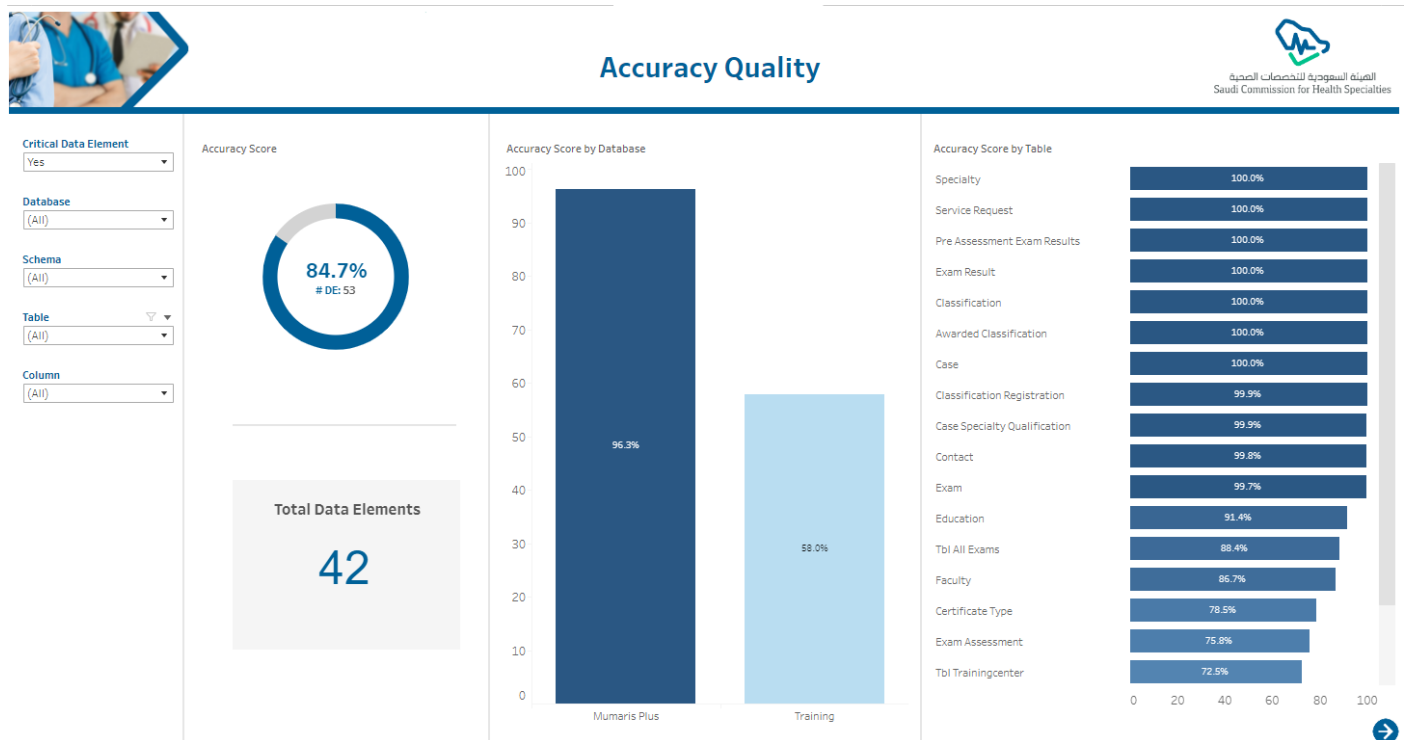 Accuracy Quality
الهيئة السعودية للتخصصات الصحية
Saudi Commission for Health Specialties
Critical Data Element
Yes
Database
(All)
Schema
(All)
Table
(All)
Column
(All)
Accuracy Score
84.7%
# DE: 53
Total Data Elements
42
Accuracy Score by Database
100
90
80
70
60
50
40
30
20
10
0
96.3%
58.0%
Mumaris Plus
Training
Accuracy Score by Table
Specialty 100.0%
Service Request 100.0%
Pre Assessment Exam Results 100.0%
Exam Result 100.0%
Classification 100.0%
Awarded Classification 100.0%
Case 100.0%
Classification Registration 99.9%
Case Specialty Qualification 99.9%
Contact 99.8%
Exam 99.7%
Education 91.4%
Tbl All Exams 88.4%
Faculty 86.7%
Certificate Type 78.5%
Exam Assessment 75.8%
Tbl Trainingcenter 72.5%
0 20 40 60 80 100